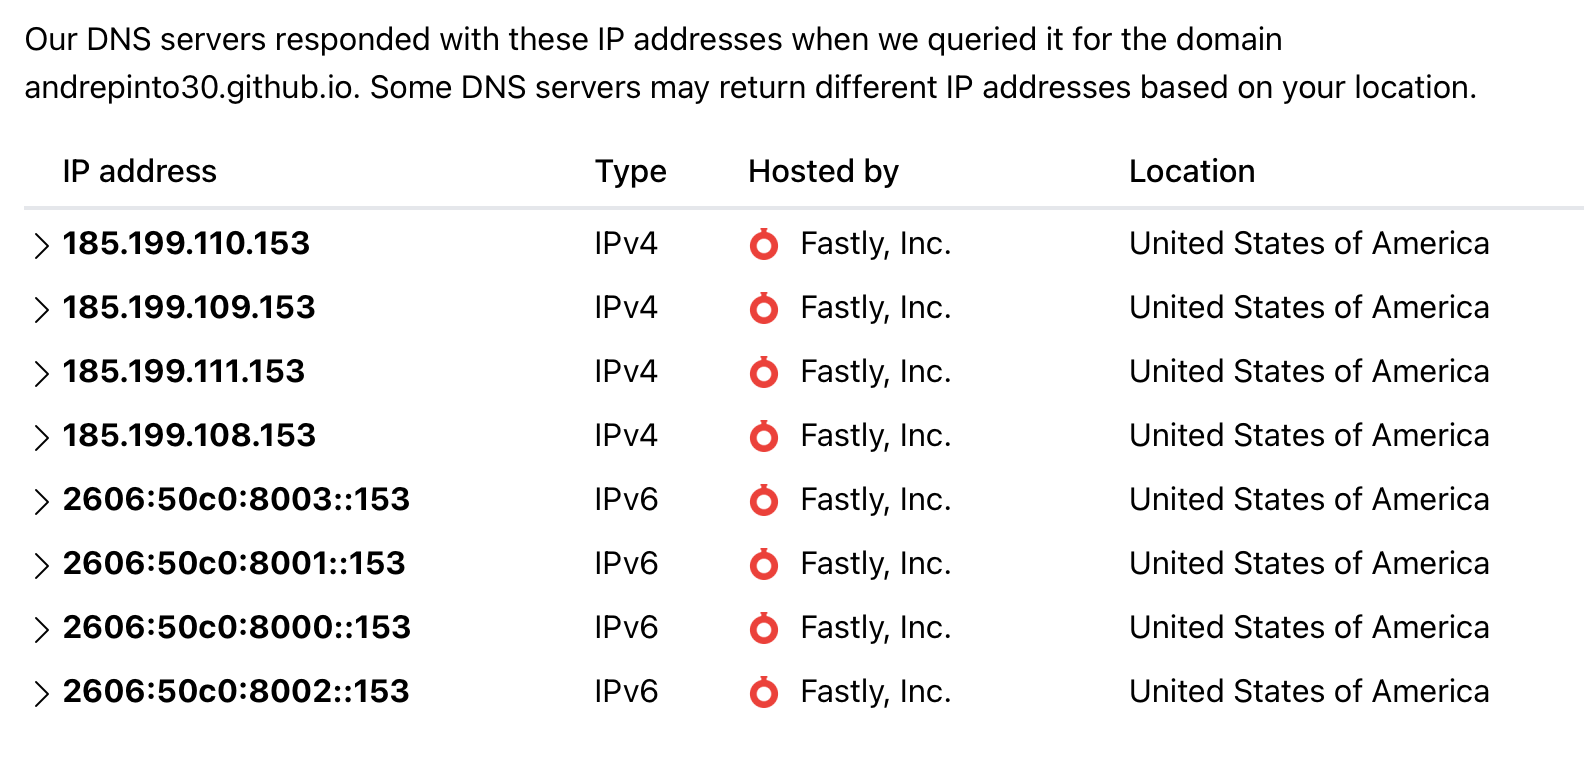 Our DNS servers responded with these IP addresses when we queried it for the domain
andrepinto30.github.io. Some DNS servers may return different IP addresses based on your location.
IP address Type Hosted by Location
185.199.110.153 IPv4 Fastly, Inc. United States of America
185.199.109.153 IPv4 Fastly, Inc. United States of America
185.199.111.153 IPv4 Fastly, Inc. United States of America
185.199.108.153 IPv4 Fastly, Inc. United States of America
2606:50c0:8003::153 IPv6 Fastly, Inc. United States of America
2606:50c0:8001::153 IPv6 Fastly, Inc. United States of America
2606:50c0:8000::153 IPv6 Fastly, Inc. United States of America
2606:50c0:8002::153 IPv6 Fastly, Inc. United States of America